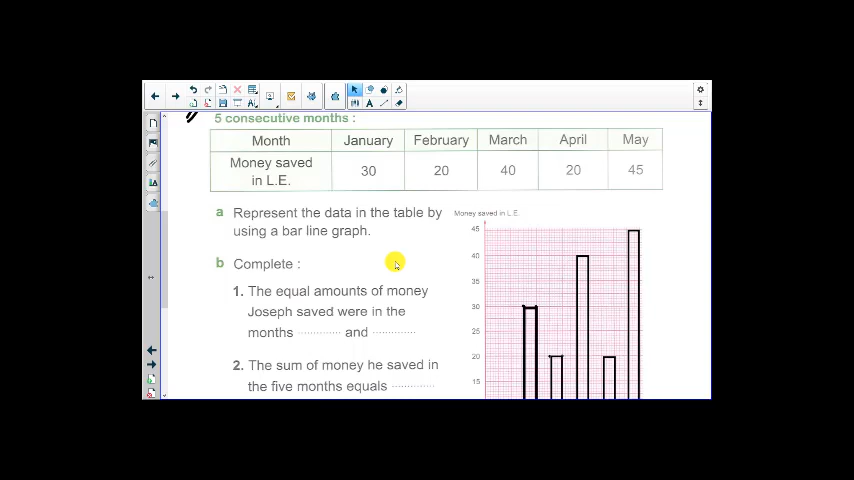 5 consecutive months :
Month January February March April May
Money saved in L.E. 30 20 40 20 45
a Represent the data in the table by
using a bar line graph.
b Complete :
1. The equal amounts of money
Joseph saved were in the
months ............. and .............
2. The sum of money he saved in
the five months equals .............
Money saved in L.E.
45
40
35
30
25
20
15